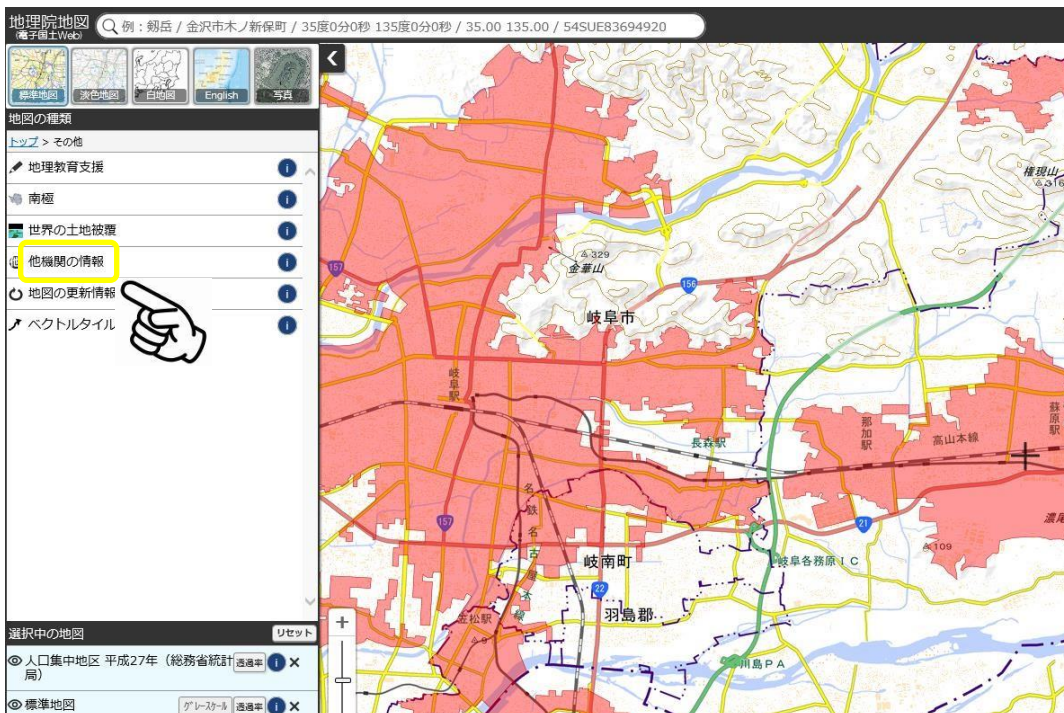 地理院地図
(電子国土Web)
例：剱岳 / 金沢市木ノ新保町 / 35度0分0秒 135度0分0秒 / 35.00 135.00 / 54SUE83694920
標準地図
淡色地図
白地図
English
写真
地図の種類
トップ > その他
地理教育支援
南極
世界の土地被覆
他機関の情報
地図の更新情報
ベクトルタイル
選択中の地図
リセット
人口集中地区 平成27年（総務省統計
局）
透過率
標準地図
グレースケール
透過率
権現山
329
金華山
157
156
岐阜市
岐阜駅
長森駅
那加駅
高山本線
蘇原駅
名鉄名古屋本線
157
21
109
岐南町
岐阜各務原IC
22
羽島郡
笠松駅
9
川島PA